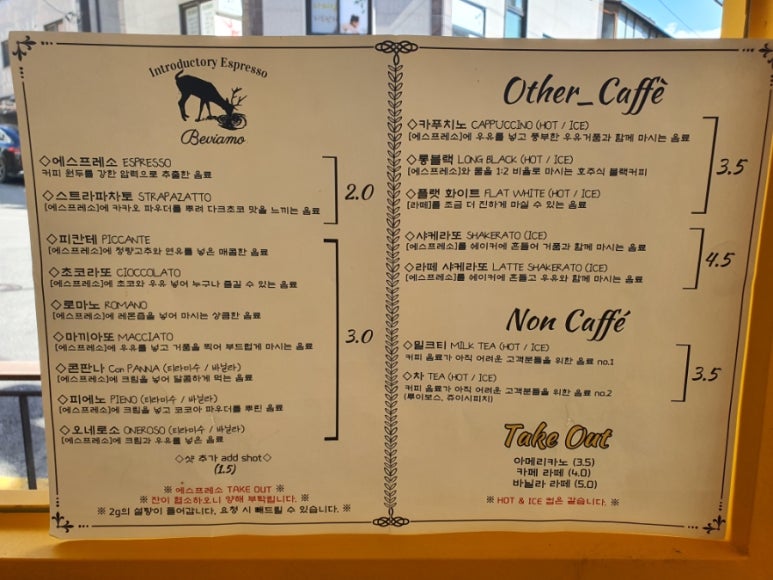 Introductory Espresso
Beviamo
◇에스프레소 ESPRESSO
커피 원두를 강한 압력으로 추출한 음료
◇스트라파차토 STRAPAZATTO
[에스프레소]에 카카오 파우더를 뿌려 다크초코 맛을 느끼는 음료
2.0
◇피칸테 PICCANTE
[에스프레소]에 청량고추와 연유를 넣은 매콤한 음료
◇초코라또 CIOCCOLATO
[에스프레소]에 초코와 우유 넣어 누구나 즐길 수 있는 음료
◇로마노 ROMANO
[에스프레소]에 레몬즙을 넣어 마시는 상큼한 음료
◇마끼아또 MACCIATO
[에스프레소]에 우유를 넣고 거품을 찍어 부드럽게 마시는 음료
◇콘판나 Con PANNA (티라미수 / 바닐라)
[에스프레소]에 크림을 넣어 달콤하게 먹는 음료
◇피에노 PIENO (티라미수 / 바닐라)
[에스프레소]에 크림을 넣고 코코아 파우더를 뿌린 음료
◇오네로소 ONEROSO (티라미수 / 바닐라)
[에스프레소]에 크림과 우유를 넣은 음료
3.0
◇샷 추가 add shot◇
(1.5)
※ 에스프레소 TAKE OUT ※
※ 잔이 협소하오니 양해 부탁립니다. ※
※ 2g의 설탕이 들어갑니다. 요청 시 빼드릴 수 있습니다. ※
Other_Caffè
◇카푸치노 CAPPUCCINO (HOT / ICE)
[에스프레소]에 우유를 넣고 풍부한 우유거품과 함께 마시는 음료
◇롱블랙 LONG BLACK (HOT / ICE)
[에스프레소]와 물을 1:2 비율로 마시는 호주식 블랙커피
◇플랫 화이트 FLAT WHITE (HOT / ICE)
[라떼]를 조금 더 진하게 마실 수 있는 음료
3.5
◇샤케라또 SHAKERATO (ICE)
[에스프레소]를 쉐이커에 흔들어 거품과 함께 마시는 음료
◇라떼 샤케라또 LATTE SHAKERATO (ICE)
[에스프레소]를 쉐이커에 흔들고 우유와 함께 마시는 음료
4.5
Non Caffé
◇밀크티 MILK TEA (HOT / ICE)
커피 음료가 아직 어려운 고객분들을 위한 음료 no.1
◇차 TEA (HOT / ICE)
커피 음료가 아직 어려운 고객분들을 위한 음료 no.2
(루이보스, 쥬이시피치)
3.5
Take Out
아메리카노 (3.5)
카페 라떼 (4.0)
바닐라 라떼 (5.0)
※ HOT & ICE 컵은 같습니다. ※